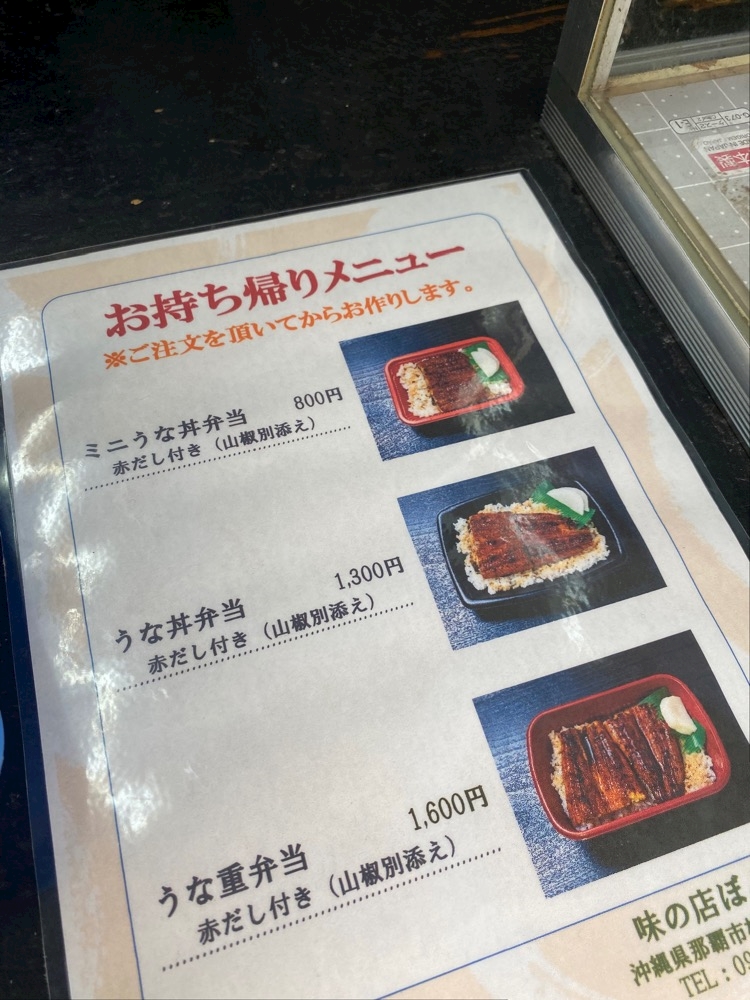 お持ち帰りメニュー
※ご注文を頂いてからお作りします。
ミニうな丼弁当 800円
赤だし付き（山椒別添え）
うな丼弁当 1,300円
赤だし付き（山椒別添え）
うな重弁当 1,600円
赤だし付き（山椒別添え）
味の店ぼ
沖縄県那覇市
TEL：09